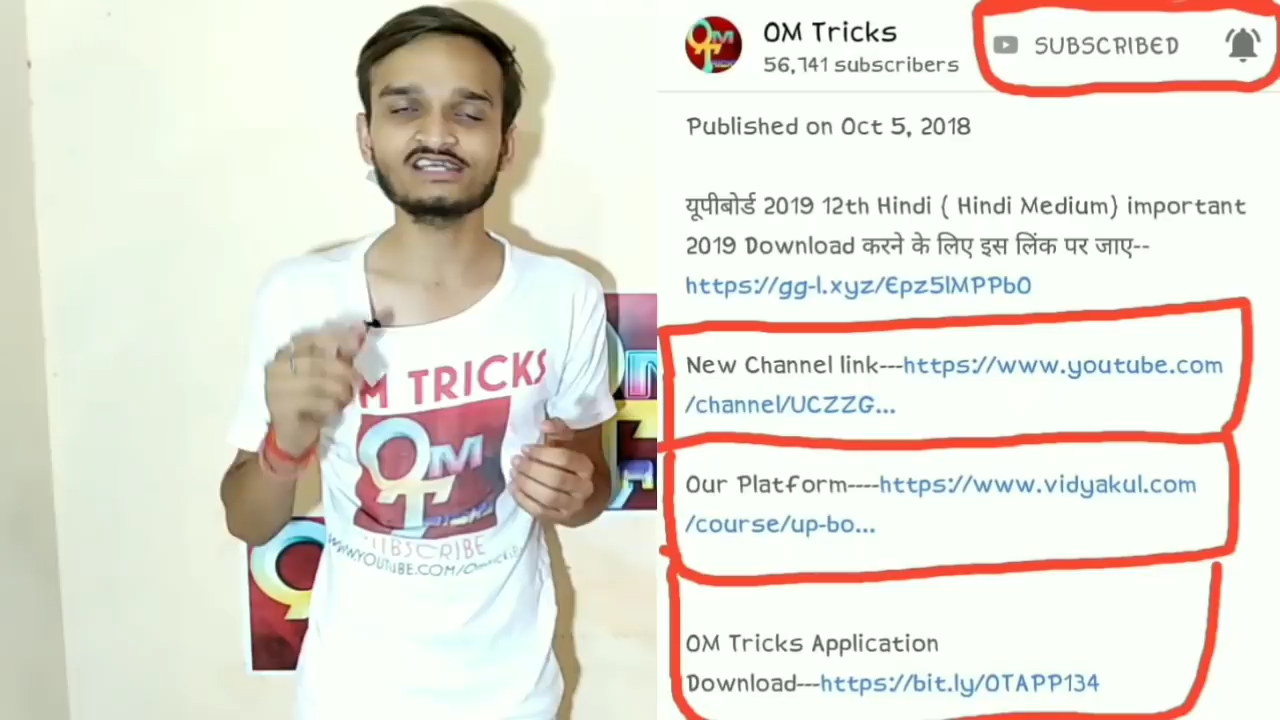 OM Tricks
56,741 subscribers
SUBSCRIBED
Published on Oct 5, 2018
यूपीबोर्ड 2019 12th Hindi ( Hindi Medium) important
2019 Download करने के लिए इस लिंक पर जाए--
https://gg-l.xyz/Epz5lMPPbO
New Channel link---https://www.youtube.com
/channel/UCZZG...
Our Platform----https://www.vidyakul.com
/course/up-bo...
OM Tricks Application
Download---https://bit.ly/OTAPP134
OM TRICKS
OM
SUBSCRIBE
WWW.YOUTUBE.COM/